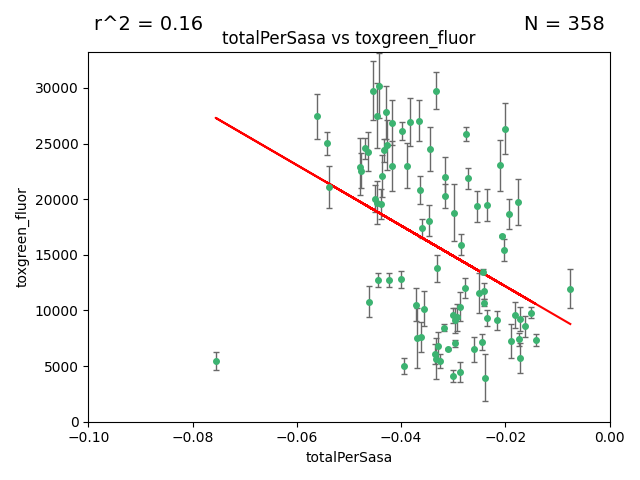 r^2 = 0.16
N = 358
totalPerSasa vs toxgreen_fluor
30000
25000
20000
15000
10000
5000
0
toxgreen_fluor
−0.10
−0.08
−0.06
−0.04
−0.02
0.00
totalPerSasa